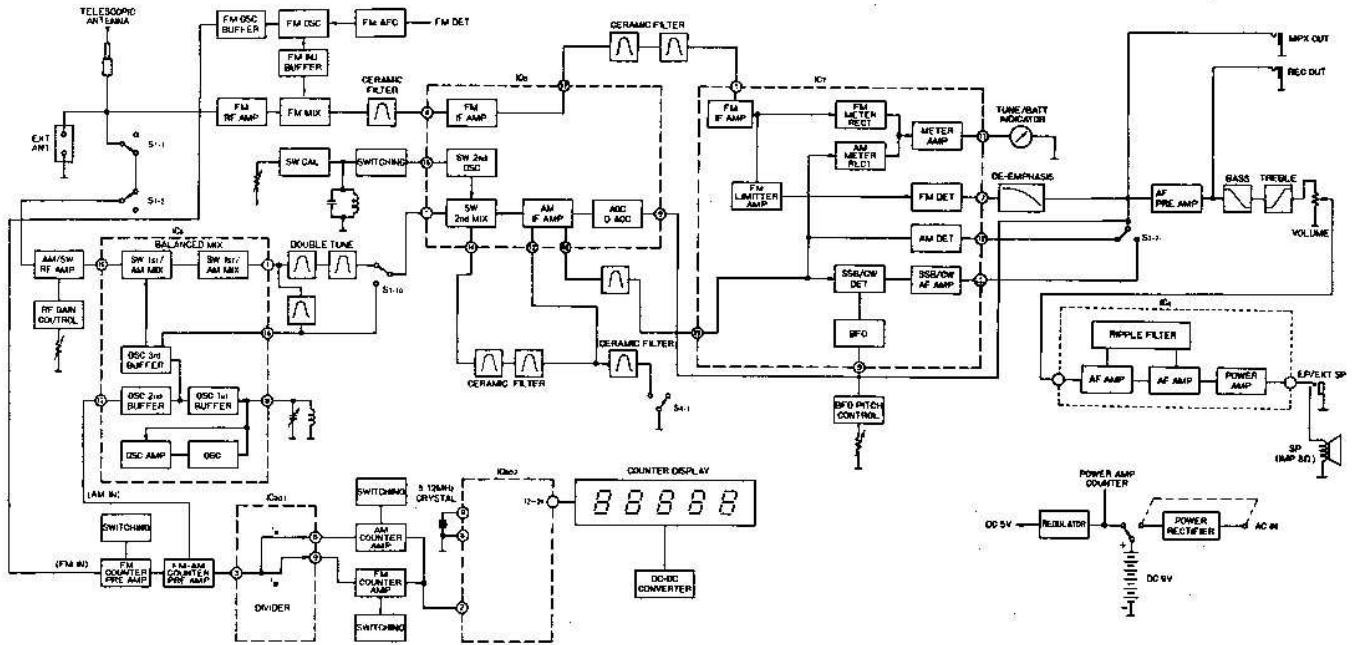 TELESCOPIC
ANTENNA
FM OSC
BUFFER
FM OSC
FM AFC
FM DET
FM INJ
BUFFER
CERAMIC FILTER
CERAMIC
FILTER
FM
RF AMP
FM MIX
EXT
ANT.
S1-1
S1-2
SW CAL
SWITCHING
FM
IF AMP
SW 2nd
OSC
SW
2nd MIX
AM
IF AMP
AGC
D AGC
IC7
FM
IF AMP
FM
METER
RECT
AM
METER
RECT
METER
AMP
TUNE/BATT
INDICATOR
FM
LIMITTER
AMP
FM DET
DE-EMPHASIS
AM DET
SSB/CW
DET
SSB/CW
AF AMP
BFO
BFO PITCH
CONTROL
MPX OUT
REC OUT
AF
PRE AMP
BASS
TREBLE
VOLUME
BALANCED MIX
DOUBLE TUNE
AM/SW
RF AMP
SW 1st/
AM MIX
SW 1st/
AM MIX
S1-10
RF GAIN
CONTROL
OSC 3rd
BUFFER
OSC 2nd
BUFFER
OSC 1st
BUFFER
OSC AMP
OSC
CERAMIC FILTER
CERAMIC FILTER
S4-1
RIPPLE FILTER
AF AMP
AF AMP
POWER
AMP
EP/EXT SP
SP
(IMP 8Ω)
(AM IN)
(FM IN)
SWITCHING
FM
COUNTER
PRE AMP
FM-AM
COUNTER
PRE AMP
DIVIDER
SWITCHING
AM
COUNTER
AMP
FM
COUNTER
AMP
SWITCHING
CRYSTAL
COUNTER DISPLAY
88888
DC-DC
CONVERTER
POWER AMP
COUNTER
DC 5V
REGULATOR
POWER
RECTIFIER
AC IN
DC 9V